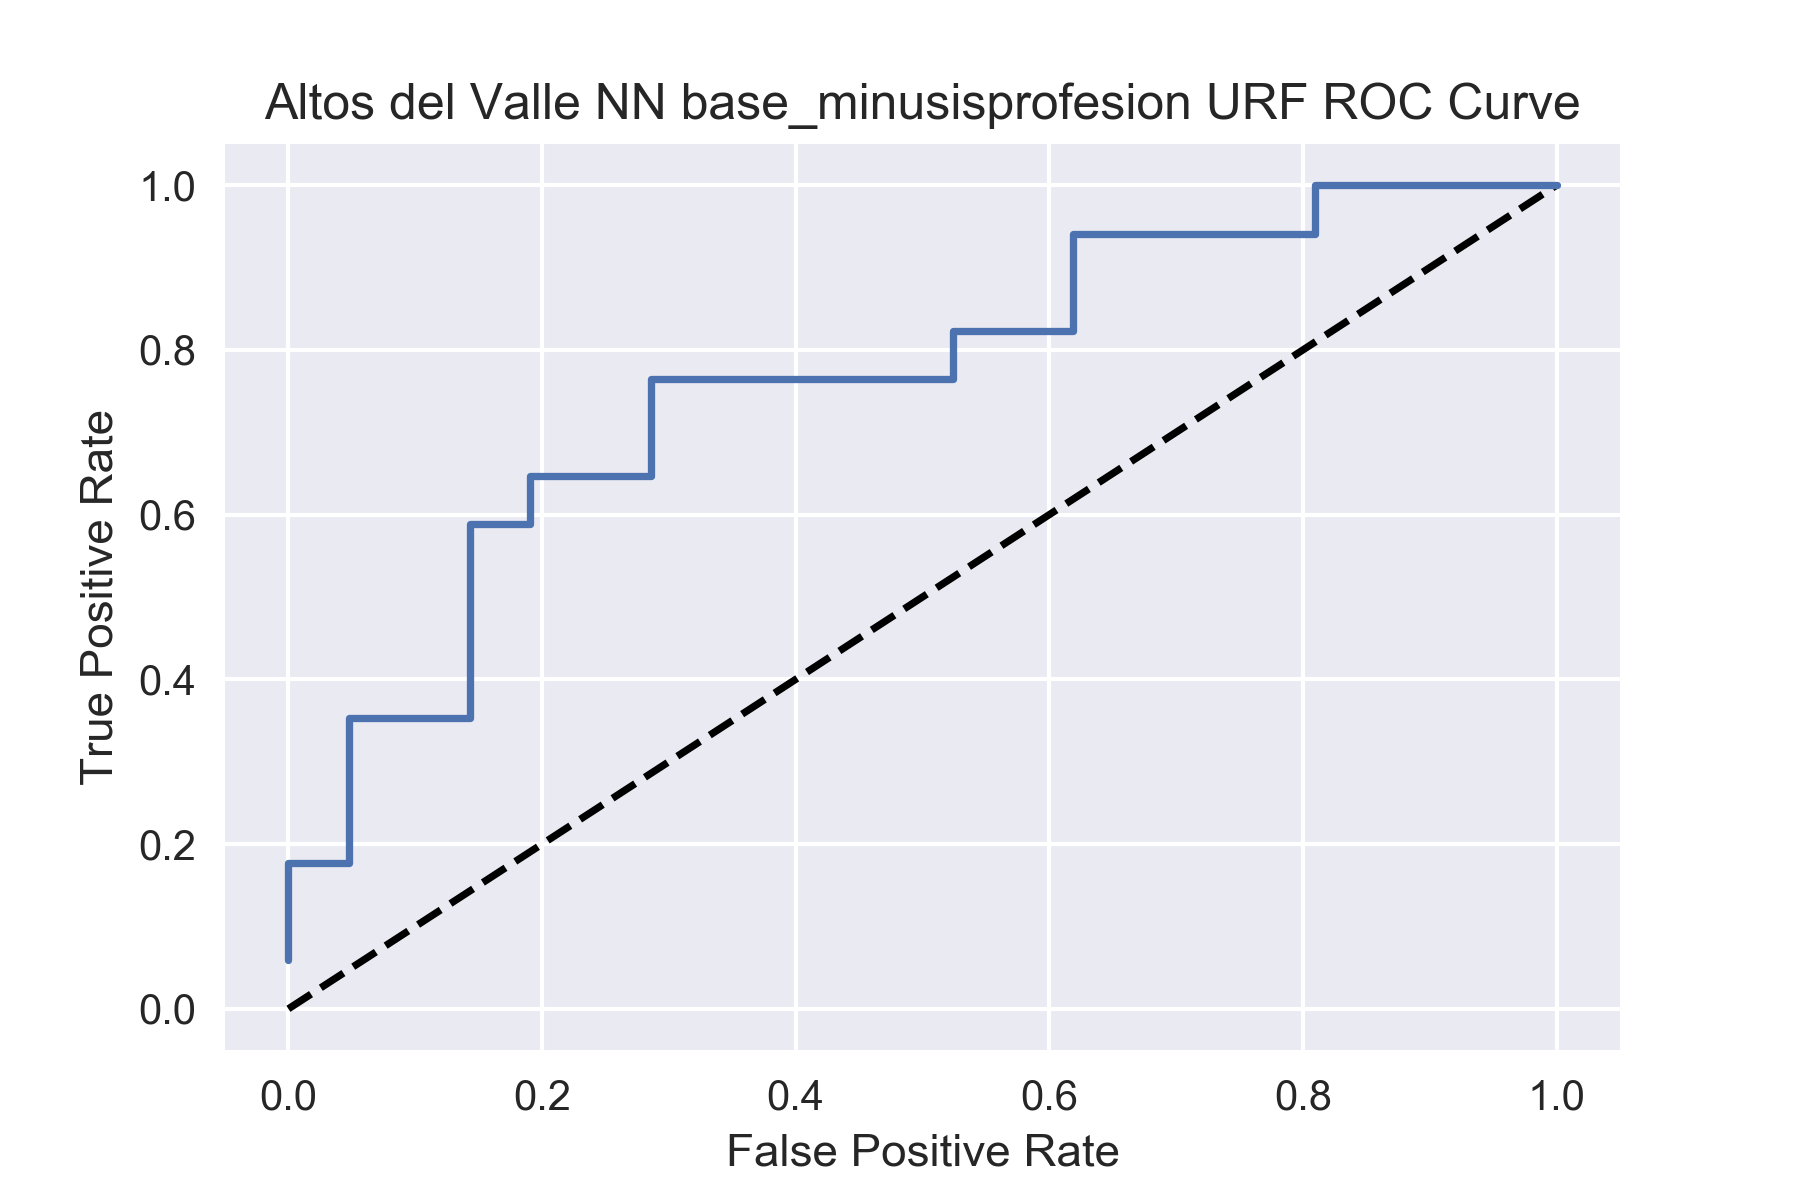 Altos del Valle NN base_minusisprofesion URF ROC Curve
1.0
0.8
0.6
0.4
0.2
0.0
True Positive Rate
0.0 0.2 0.4 0.6 0.8 1.0
False Positive Rate